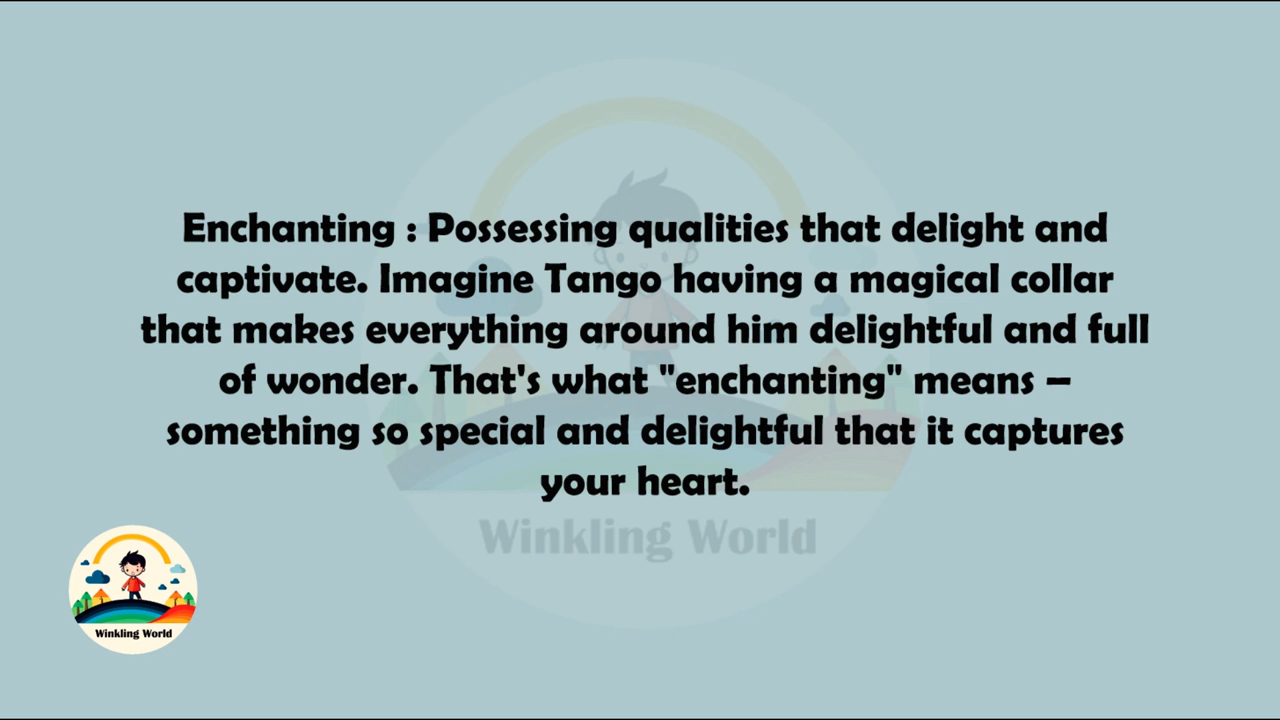 Enchanting : Possessing qualities that delight and
captivate. Imagine Tango having a magical collar
that makes everything around him delightful and full
of wonder. That's what "enchanting" means –
something so special and delightful that it captures
your heart.
Winkling World
Winkling World